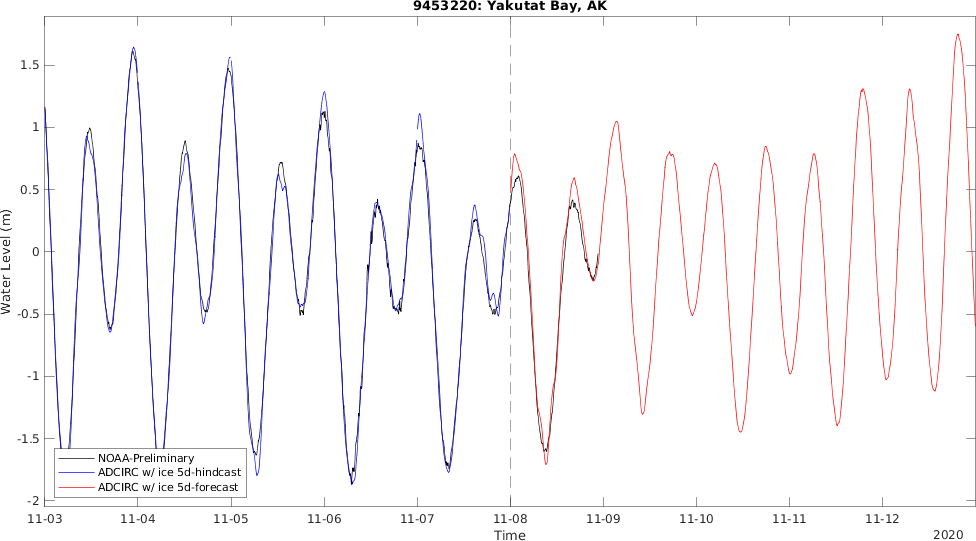 9453220: Yakutat Bay, AK
Water Level (m)
1.5
1
0.5
0
-0.5
-1
-1.5
-2
NOAA-Preliminary
ADCIRC w/ ice 5d-hindcast
ADCIRC w/ ice 5d-forecast
11-03 11-04 11-05 11-06 11-07 11-08 11-09 11-10 11-11 11-12
Time
2020